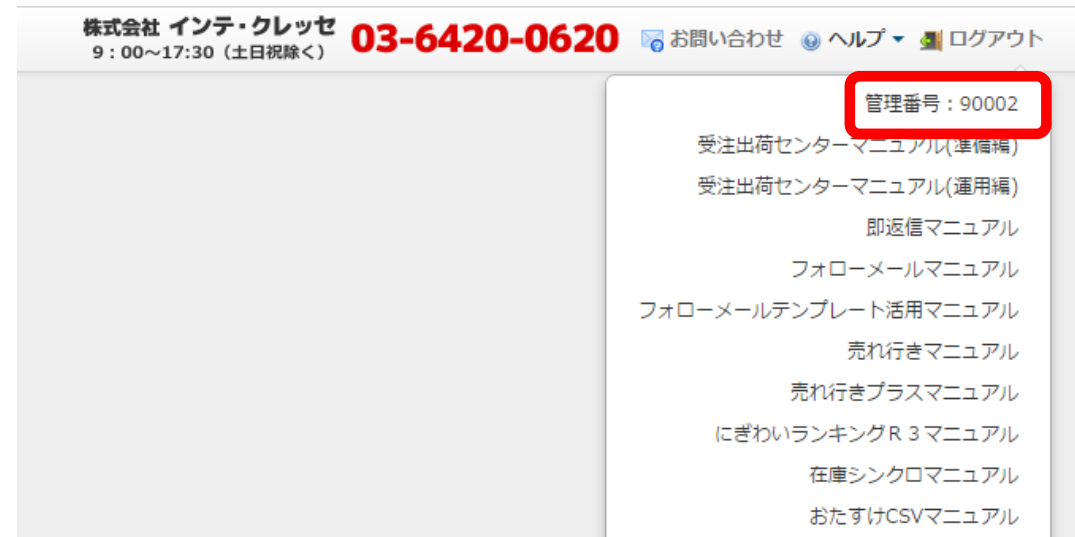 株式会社 インテ・クレッセ
9：00〜17:30（土日祝除く）
03-6420-0620
お問い合わせ ヘルプ ログアウト
管理番号：90002
受注出荷センターマニュアル(準備編)
受注出荷センターマニュアル(運用編)
即返信マニュアル
フォローメールマニュアル
フォローメールテンプレート活用マニュアル
売れ行きマニュアル
売れ行きプラスマニュアル
にぎわいランキングＲ３マニュアル
在庫シンクロマニュアル
おたすけCSVマニュアル